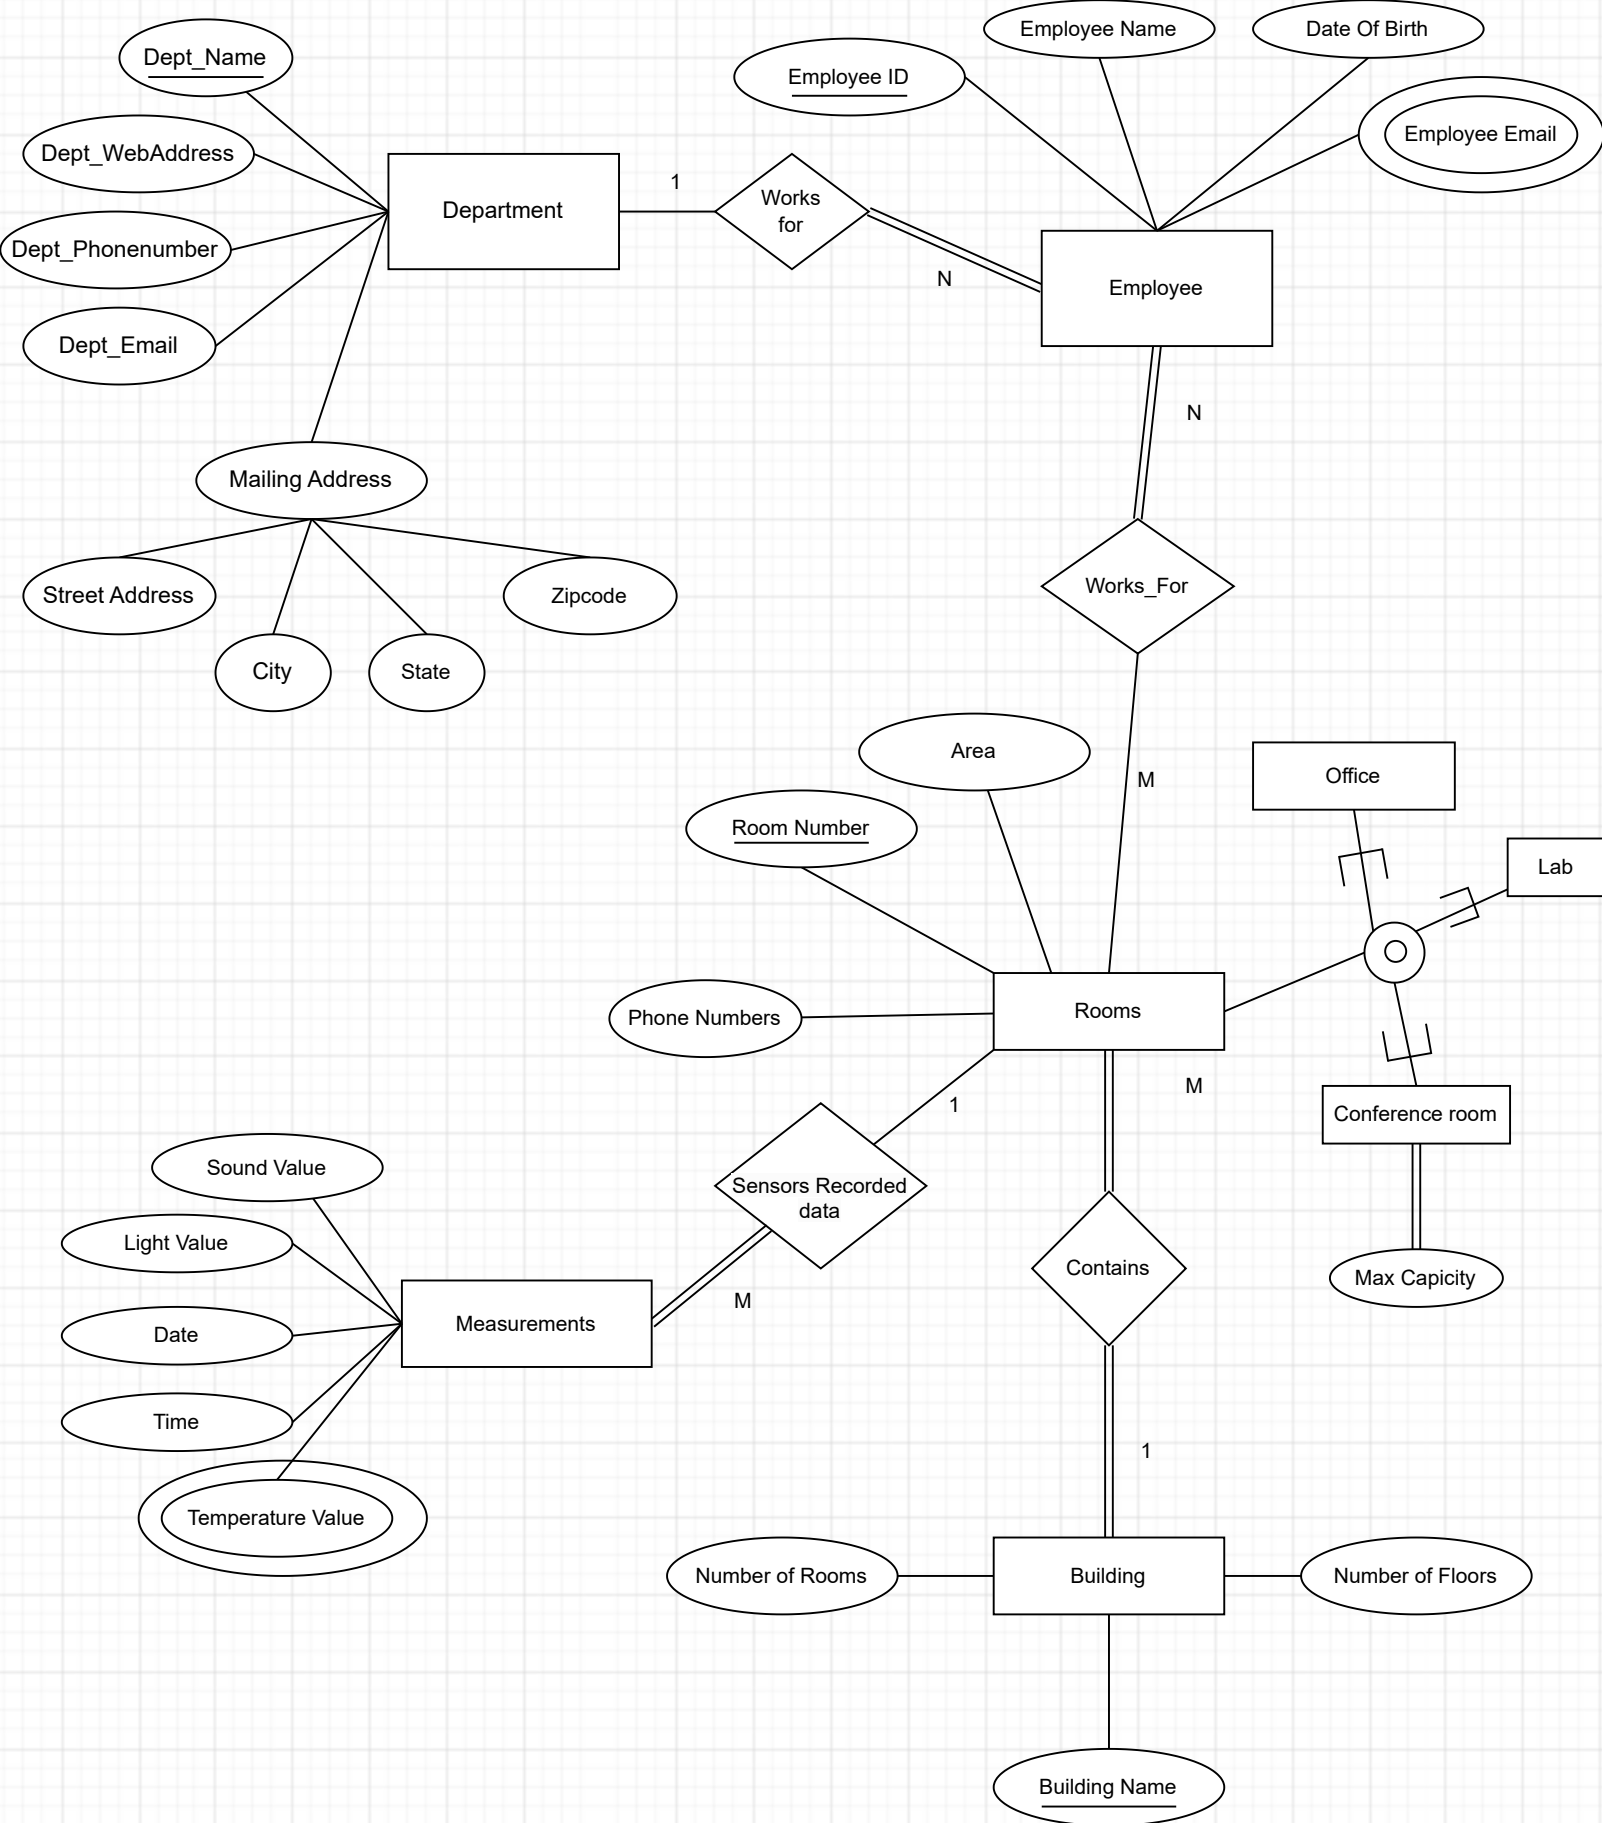 Dept_Name
Dept_WebAddress
Dept_Phonenumber
Dept_Email
Department
1
Works
for
N
Employee ID
Employee Name
Date Of Birth
Employee Email
Employee
Mailing Address
Street Address
City
State
Zipcode
N
Works_For
M
Area
Room Number
Phone Numbers
Rooms
Office
Lab
Conference room
Max Capicity
1
M
Sensors Recorded
data
M
Sound Value
Light Value
Date
Time
Temperature Value
Measurements
Contains
1
Number of Rooms
Building
Number of Floors
Building Name